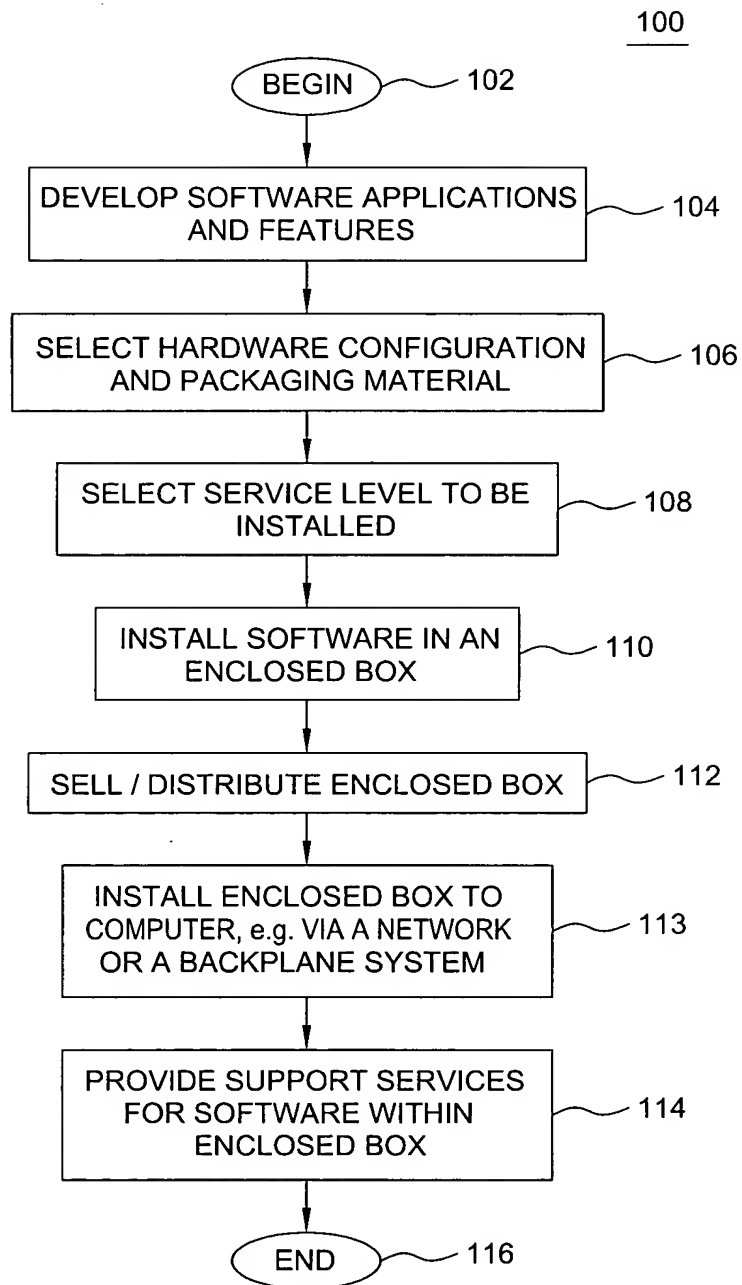 100
BEGIN
102
DEVELOP SOFTWARE APPLICATIONS
AND FEATURES
104
SELECT HARDWARE CONFIGURATION
AND PACKAGING MATERIAL
106
SELECT SERVICE LEVEL TO BE
INSTALLED
108
INSTALL SOFTWARE IN AN
ENCLOSED BOX
110
SELL / DISTRIBUTE ENCLOSED BOX
112
INSTALL ENCLOSED BOX TO
COMPUTER, e.g. VIA A NETWORK
OR A BACKPLANE SYSTEM
113
PROVIDE SUPPORT SERVICES
FOR SOFTWARE WITHIN
ENCLOSED BOX
114
END
116